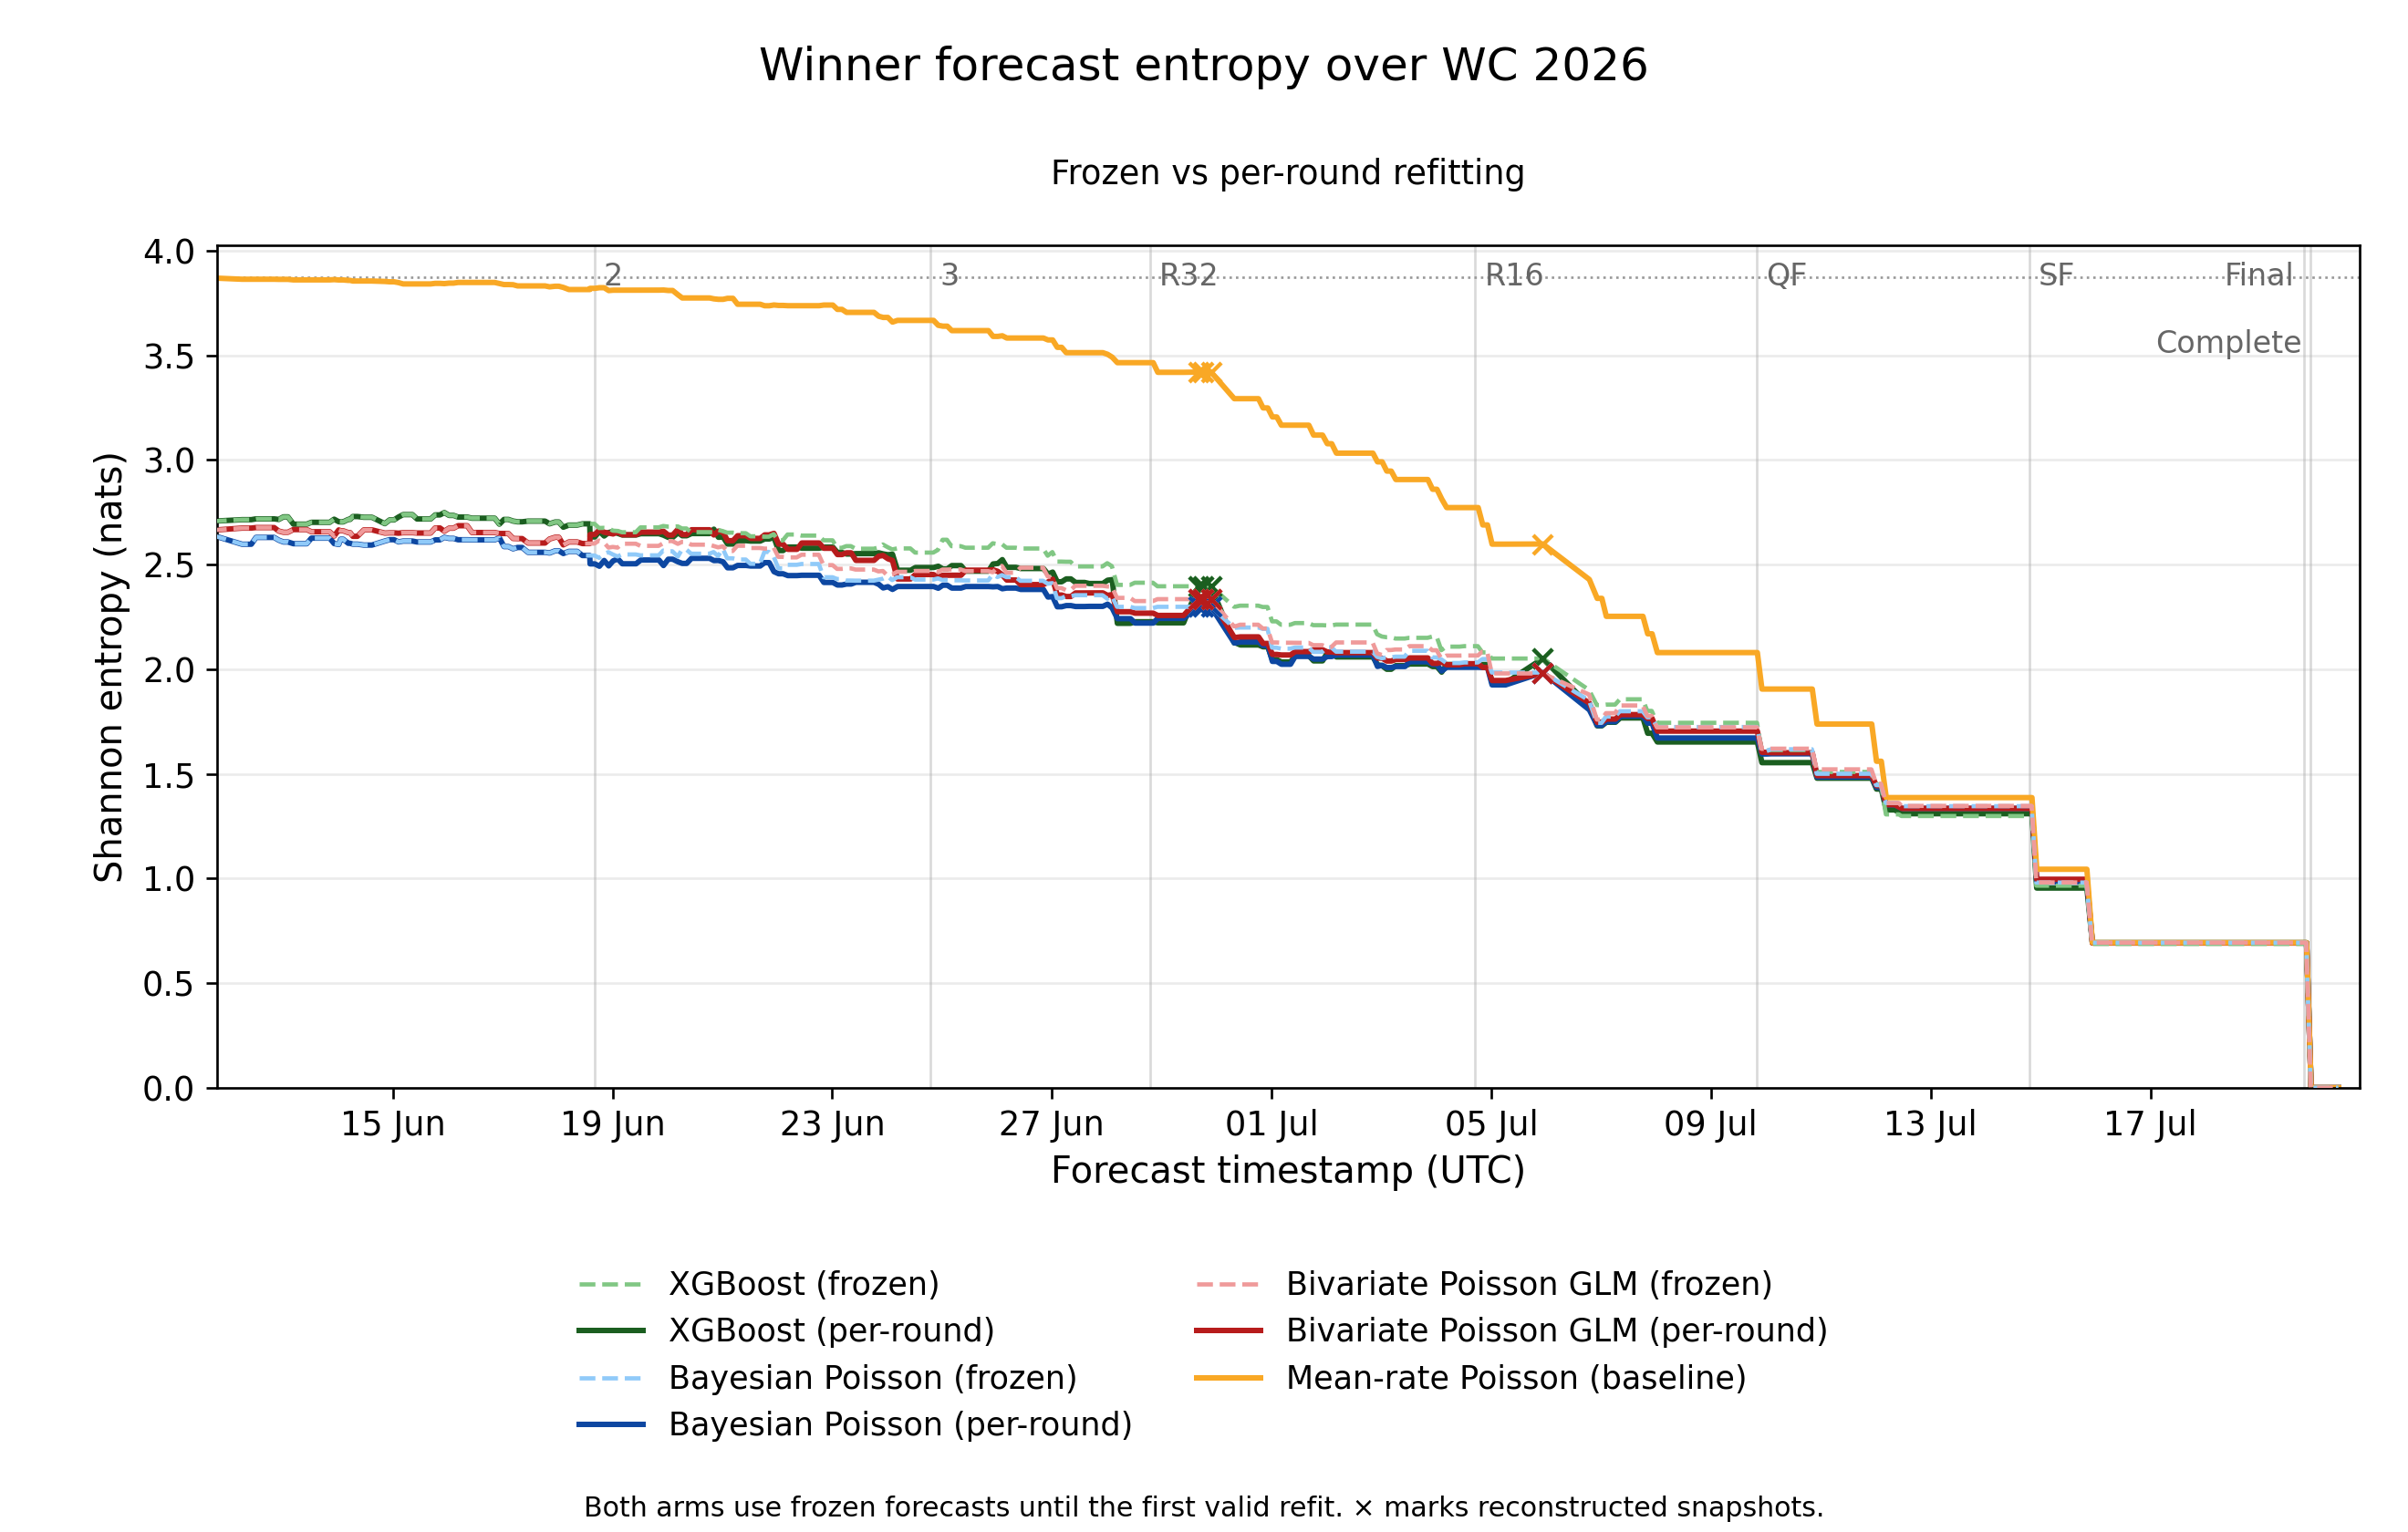 Winner forecast entropy over WC 2026
Frozen vs per-round refitting
4.0
3.5
3.0
2.5
2.0
1.5
1.0
0.5
0.0
Shannon entropy (nats)
2
3
R32
R16
QF
SF
Final
Complete
15 Jun
19 Jun
23 Jun
27 Jun
01 Jul
05 Jul
09 Jul
13 Jul
17 Jul
Forecast timestamp (UTC)
XGBoost (frozen)
XGBoost (per-round)
Bayesian Poisson (frozen)
Bayesian Poisson (per-round)
Bivariate Poisson GLM (frozen)
Bivariate Poisson GLM (per-round)
Mean-rate Poisson (baseline)
Both arms use frozen forecasts until the first valid refit. × marks reconstructed snapshots.